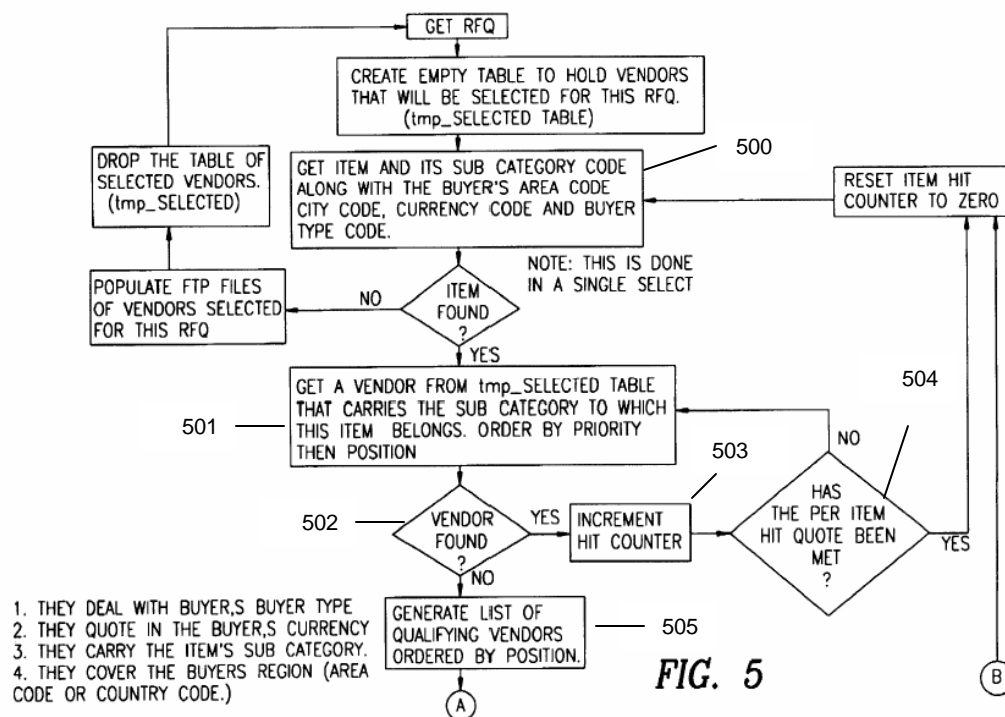 GET RFQ
CREATE EMPTY TABLE TO HOLD VENDORS
THAT WILL BE SELECTED FOR THIS RFQ.
(tmp_SELECTED TABLE)
500
GET ITEM AND ITS SUB CATEGORY CODE
ALONG WITH THE BUYER'S AREA CODE
CITY CODE, CURRENCY CODE AND BUYER
TYPE CODE.
DROP THE TABLE OF
SELECTED VENDORS.
(tmp_SELECTED)
RESET ITEM HIT
COUNTER TO ZERO
NOTE: THIS IS DONE
IN A SINGLE SELECT
POPULATE FTP FILES
OF VENDORS SELECTED
FOR THIS RFQ
NO
ITEM
FOUND
?
YES
501
GET A VENDOR FROM tmp_SELECTED TABLE
THAT CARRIES THE SUB CATEGORY TO WHICH
THIS ITEM BELONGS. ORDER BY PRIORITY
THEN POSITION
504
NO
503
502
VENDOR
FOUND
?
YES
INCREMENT
HIT COUNTER
HAS
THE PER ITEM
HIT QUOTE BEEN
MET
?
YES
NO
1. THEY DEAL WITH BUYER,S BUYER TYPE
2. THEY QUOTE IN THE BUYER,S CURRENCY
3. THEY CARRY THE ITEM'S SUB CATEGORY.
4. THEY COVER THE BUYERS REGION (AREA
CODE OR COUNTRY CODE.)
GENERATE LIST OF
QUALIFYING VENDORS
ORDERED BY POSITION.
505
FIG. 5
A
B